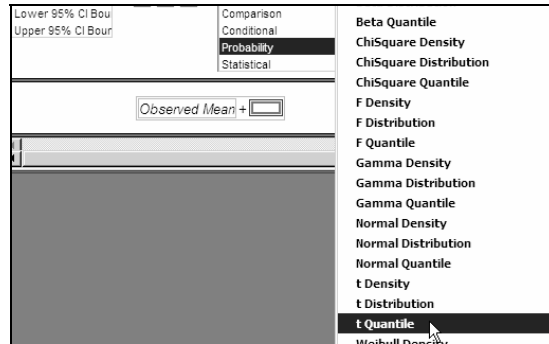 Lower 95% CI Bou
Upper 95% CI Bour
Comparison
Conditional
Probability
Statistical
Observed Mean +
Beta Quantile
ChiSquare Density
ChiSquare Distribution
ChiSquare Quantile
F Density
F Distribution
F Quantile
Gamma Density
Gamma Distribution
Gamma Quantile
Normal Density
Normal Distribution
Normal Quantile
t Density
t Distribution
t Quantile
Weibull Density